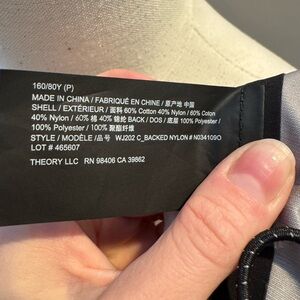 160/80Y (P)
MADE IN CHINA / FABRIQUÉ EN CHINE / 原产地 中国
SHELL / EXTÉRIEUR / 面料 60% Cotton 40% Nylon / 60% Coton
40% Nylon / 60% 棉 40% 锦纶 BACK / DOS / 底层 / 100% Polyester /
100% Polyester / 100% 聚酯纤维
STYLE / MODÈLE /品号 WJ202 C_BACKED NYLON # N034109O
LOT # 465607
THEORY LLC RN 98406 CA 39862